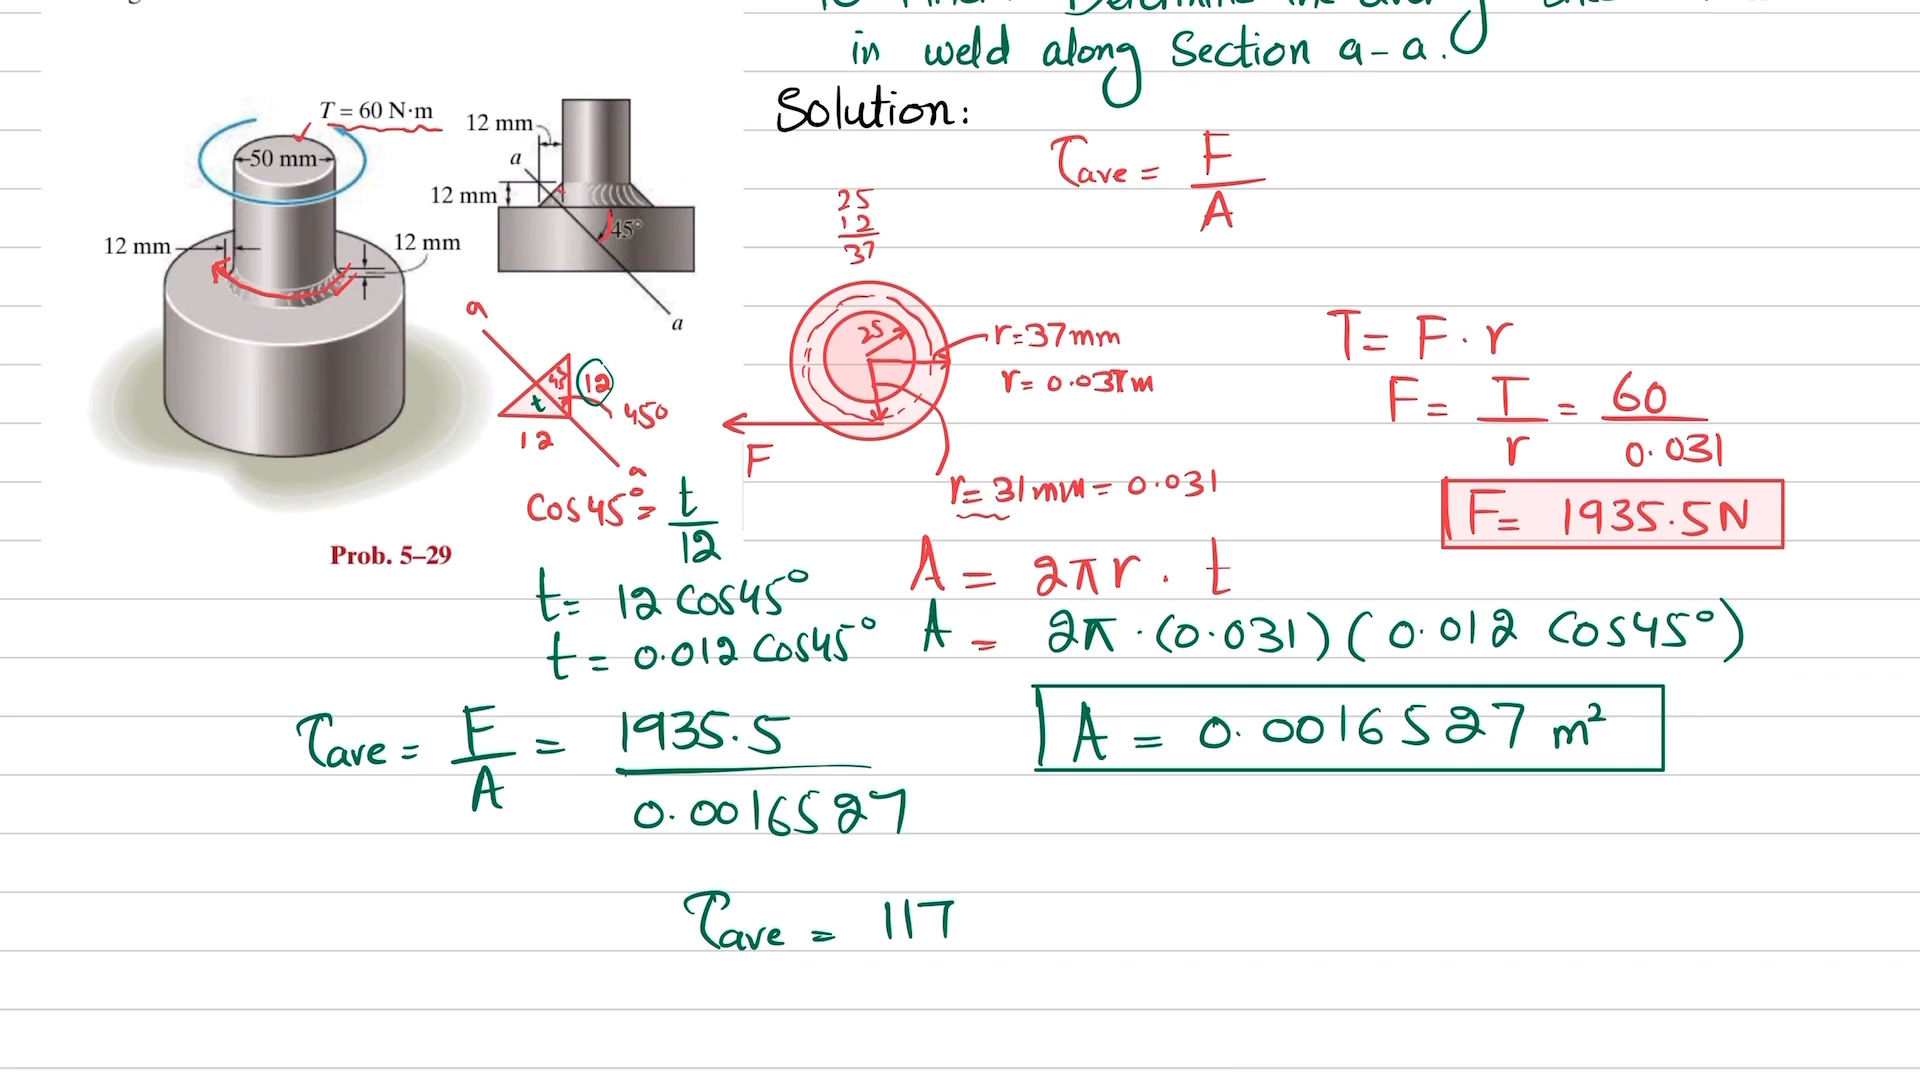 in weld along Section a-a.
Solution:
T = 60 N·m
50 mm
12 mm
12 mm
12 mm
a
12 mm
45°
a
Prob. 5–29
τave = F/A
25
12
37
25
r=37mm
r= 0.037m
F
r= 31mm = 0.031
T= F·r
F= T/r = 60/0.031
F= 1935.5N
a
45
12
t
45°
12
a
Cos45° = t/12
t= 12 Cos45°
t= 0.012 Cos45°
A = 2πr · t
A = 2π·(0.031)(0.012 Cos45°)
A = 0.0016527 m²
τave = F/A = 1935.5/0.0016527
τave = 117